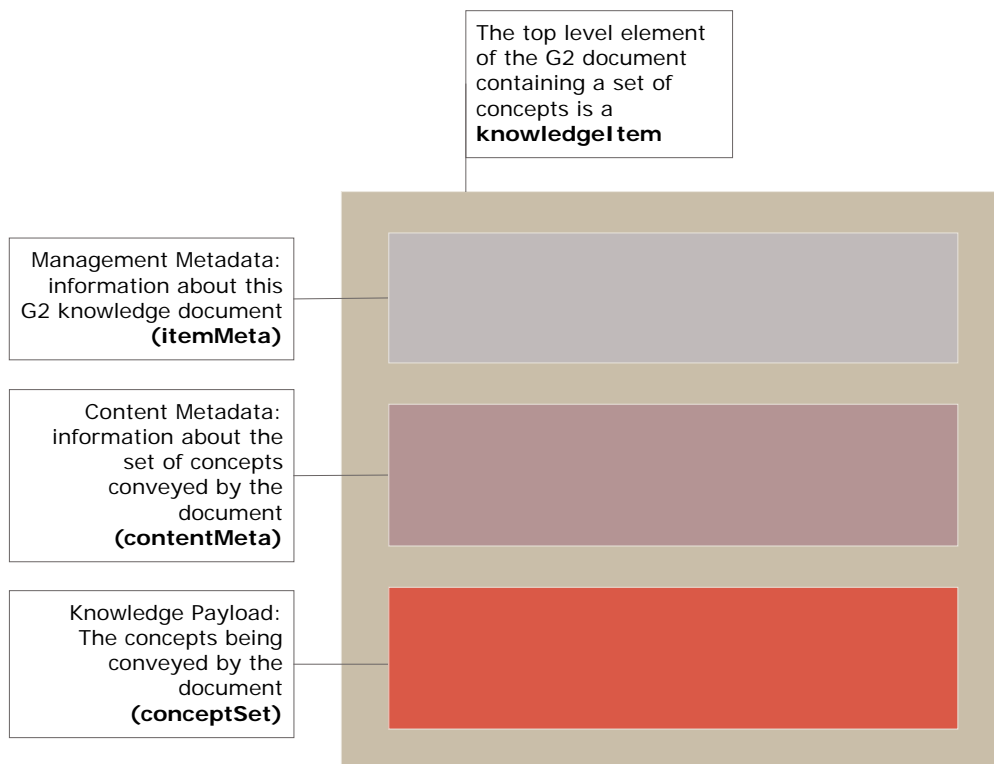 The top level element
of the G2 document
containing a set of
concepts is a
knowledgeItem
Management Metadata:
information about this
G2 knowledge document
(itemMeta)
Content Metadata:
information about the
set of concepts
conveyed by the
document
(contentMeta)
Knowledge Payload:
The concepts being
conveyed by the
document
(conceptSet)